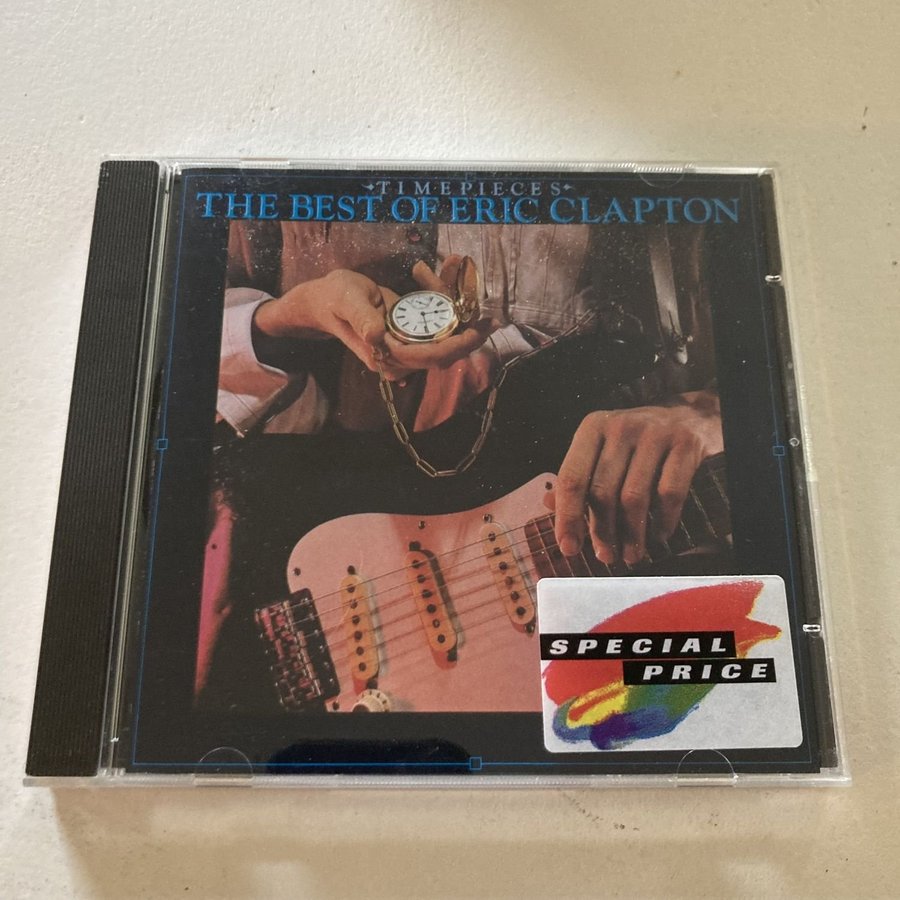 TIMEPIECES
THE BEST OF ERIC CLAPTON
SPECIAL
PRICE